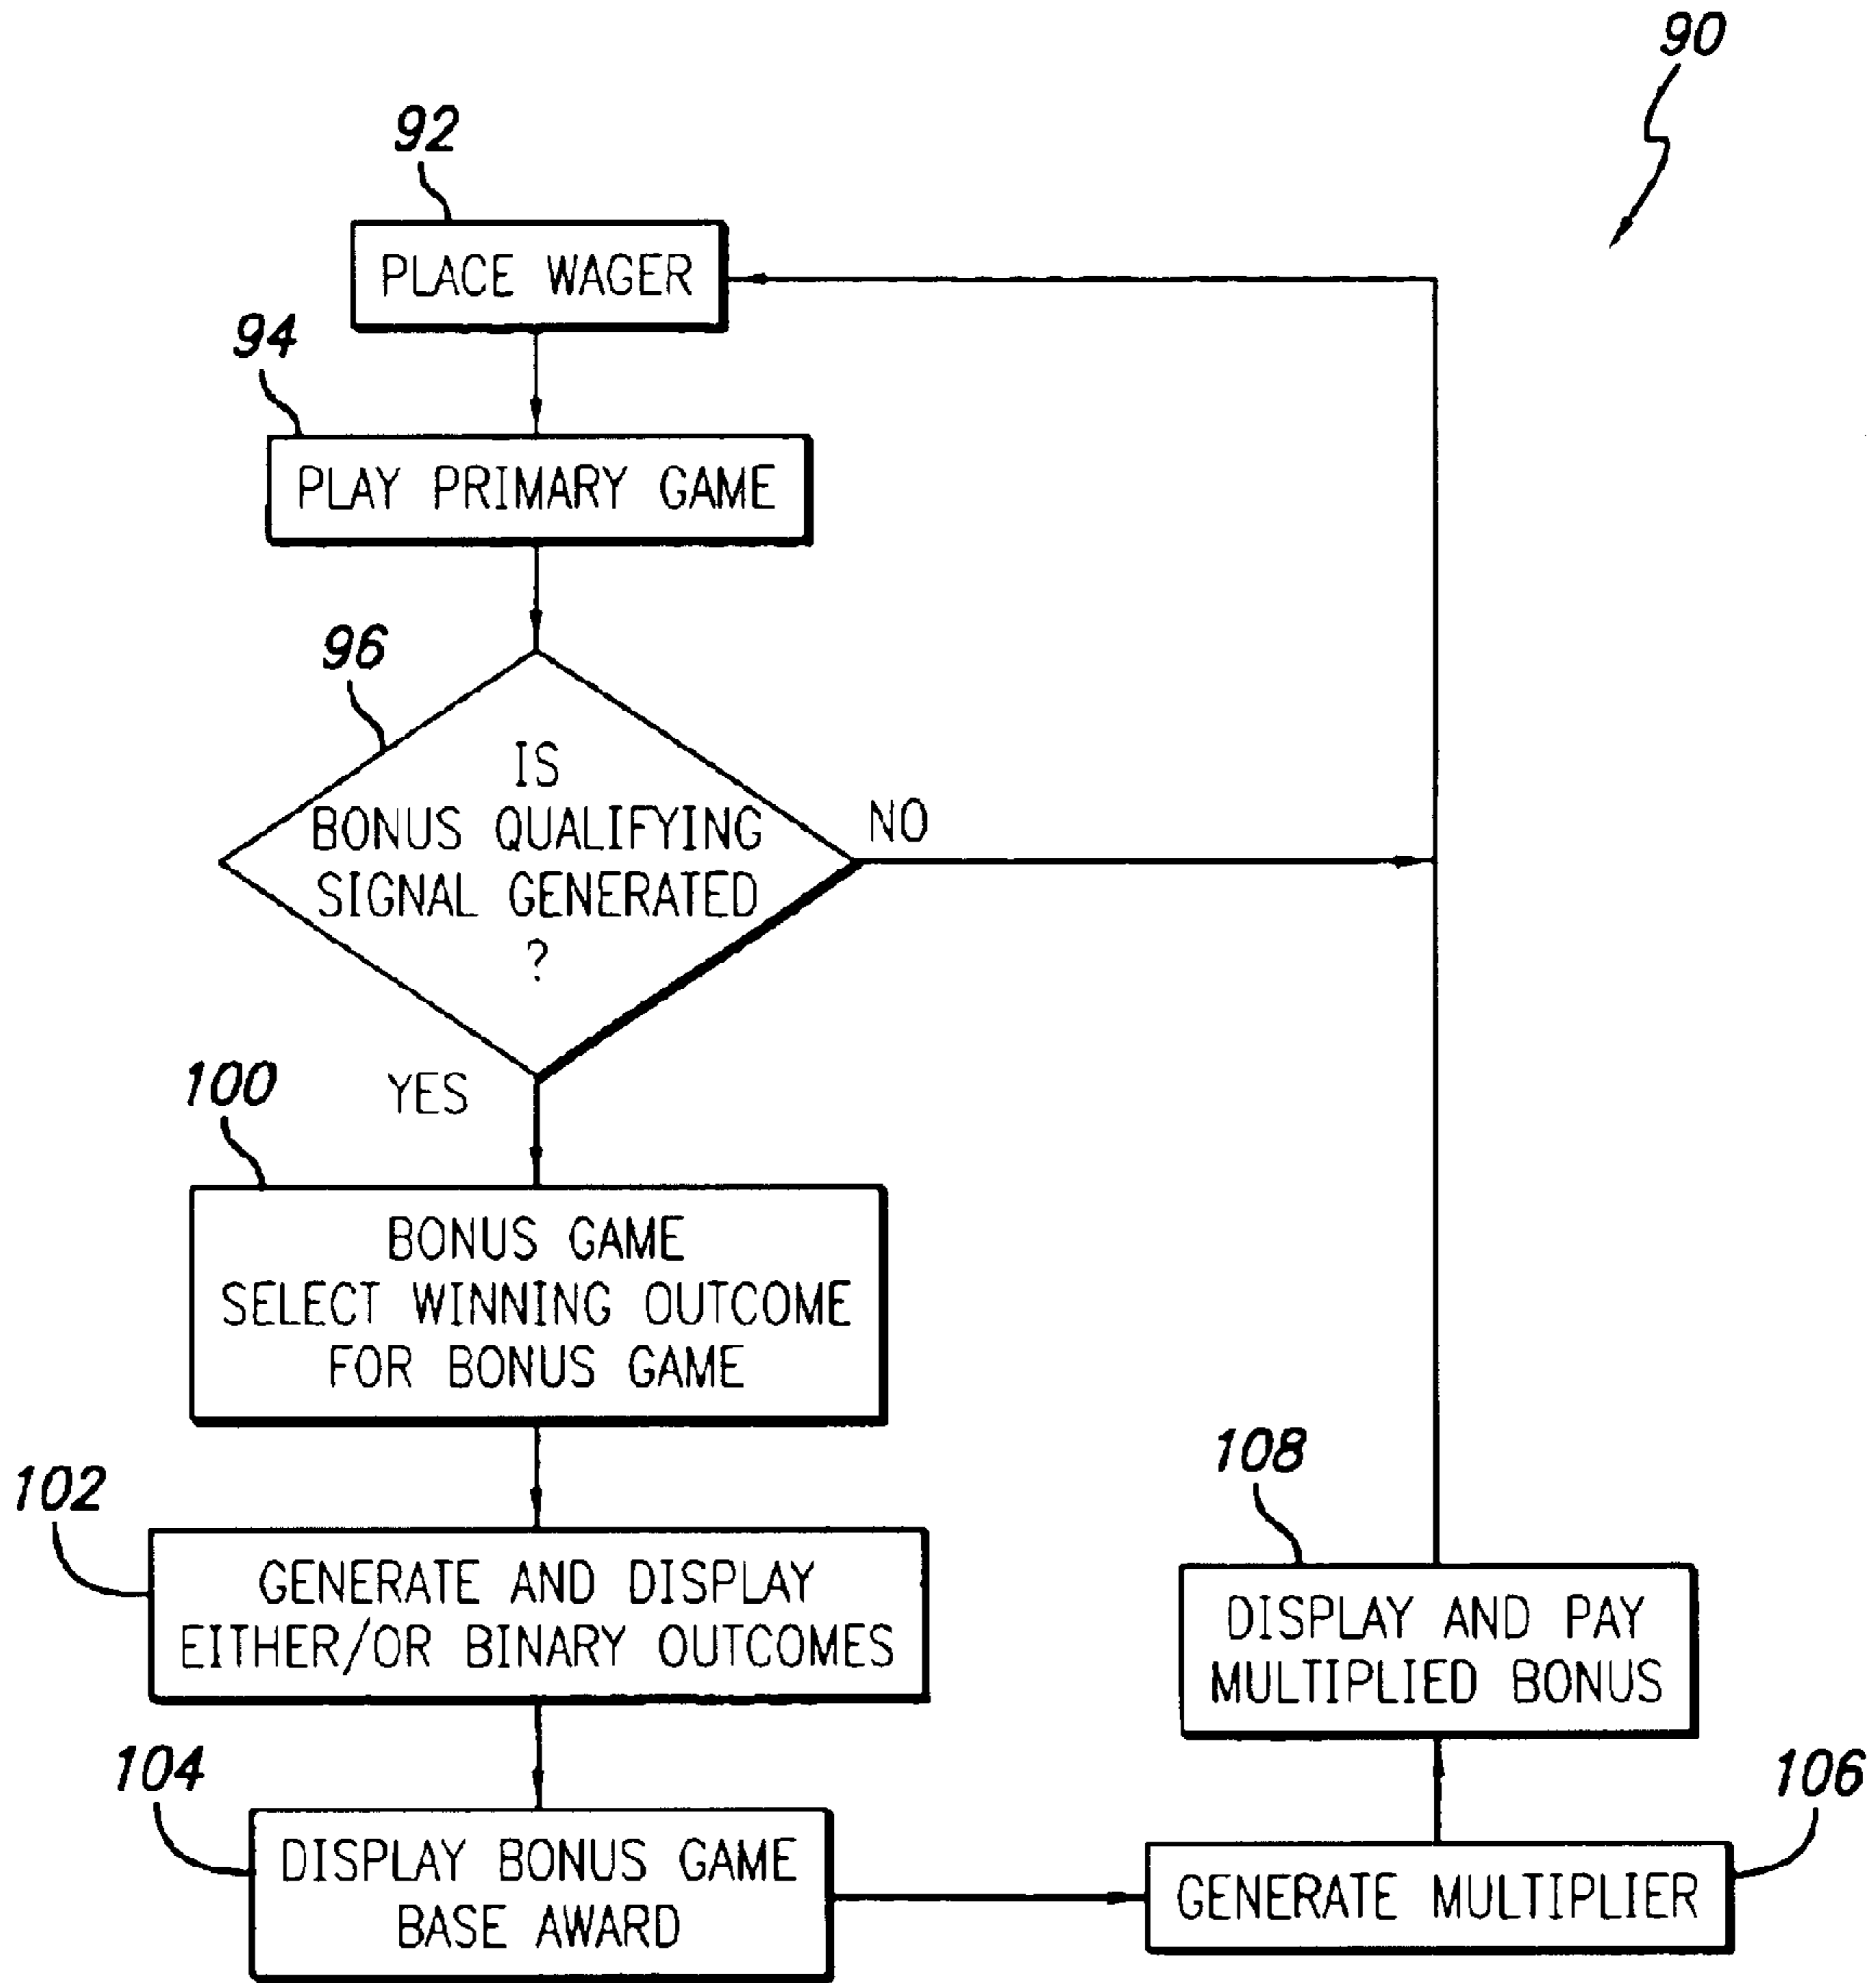 90
92
PLACE WAGER
94
PLAY PRIMARY GAME
96
IS
BONUS QUALIFYING
SIGNAL GENERATED
?
NO
YES
100
BONUS GAME
SELECT WINNING OUTCOME
FOR BONUS GAME
102
GENERATE AND DISPLAY
EITHER/OR BINARY OUTCOMES
104
DISPLAY BONUS GAME
BASE AWARD
106
GENERATE MULTIPLIER
108
DISPLAY AND PAY
MULTIPLIED BONUS